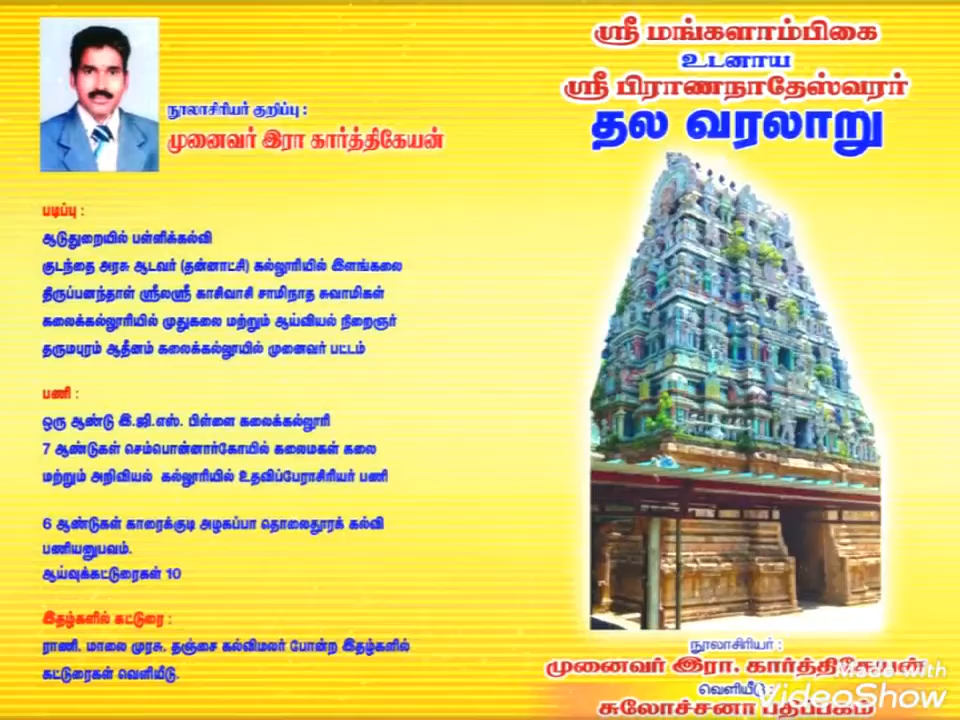 நூலாசிரியர் குறிப்பு :
முனைவர் இரா கார்த்திகேயன்
படிப்பு :
ஆடுதுறையில் பள்ளிக்கல்வி
குடந்தை அரசு ஆடவர் (தன்னாட்சி) கல்லூரியில் இளங்கலை
திருப்பனந்தாள் ஸ்ரீலஸ்ரீ காசிவாசி சாமிநாத சுவாமிகள்
கலைக்கல்லூரியில் முதுகலை மற்றும் ஆய்வியல் நிறைஞர்
தருமபுரம் ஆதீனம் கலைக்கல்லூயில் முனைவர் பட்டம்
பணி :
ஒரு ஆண்டு இ.ஜி.எஸ். பிள்ளை கலைக்கல்லூரி
7 ஆண்டுகள் செம்பொன்னார்கோயில் கலைமகள் கலை
மற்றும் அறிவியல் கல்லூரியில் உதவிப்பேராசிரியர் பணி
6 ஆண்டுகள் காரைக்குடி அழகப்பா தொலைதூரக் கல்வி
பணியனுபவம்.
ஆய்வுக்கட்டுரைகள் 10
இதழ்களில் கட்டுரை :
ராணி, மாலை முரசு, தஞ்சை கல்விமலர் போன்ற இதழ்களில்
கட்டுரைகள் வெளியீடு.
ஸ்ரீ மங்களாம்பிகை
உடனாய
ஸ்ரீ பிராணநாதேஸ்வரர்
தல வரலாறு
நூலாசிரியர் :
முனைவர் இரா. கார்த்திகேயன்
வெளியீடு :
சுலோச்சனா பதிப்பகம்
Made with
VideoShow